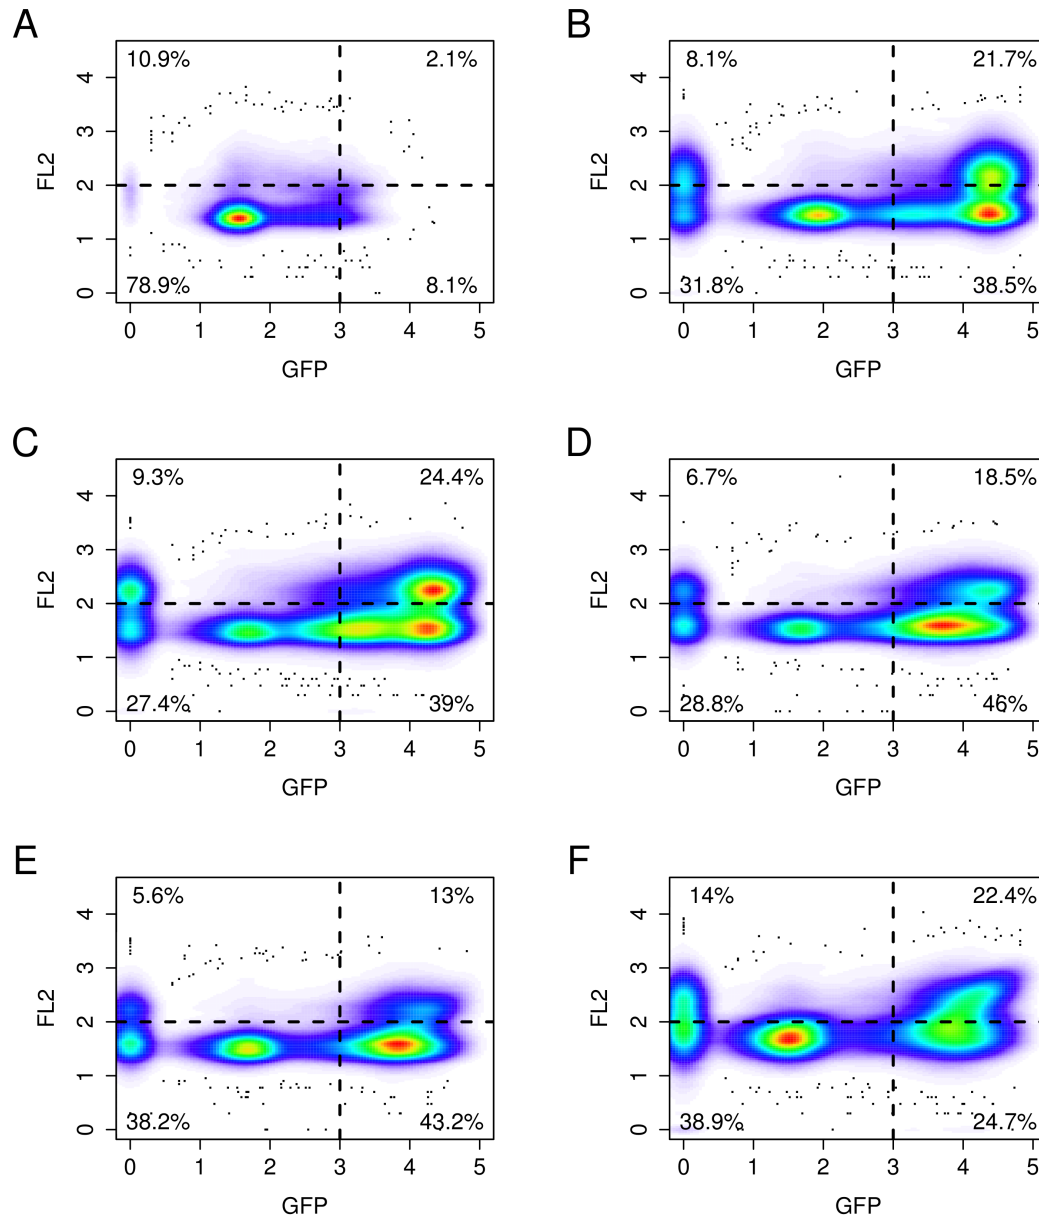 A
B
10.9%
2.1%
8.1%
21.7%
FL2
0 1 2 3 4
FL2
0 1 2 3 4
78.9%
8.1%
31.8%
38.5%
0 1 2 3 4 5
0 1 2 3 4 5
GFP
GFP
C
D
9.3%
24.4%
6.7%
18.5%
FL2
0 1 2 3 4
FL2
0 1 2 3 4
27.4%
39%
28.8%
46%
0 1 2 3 4 5
0 1 2 3 4 5
GFP
GFP
E
F
5.6%
13%
14%
22.4%
FL2
0 1 2 3 4
FL2
0 1 2 3 4
38.2%
43.2%
38.9%
24.7%
0 1 2 3 4 5
0 1 2 3 4 5
GFP
GFP